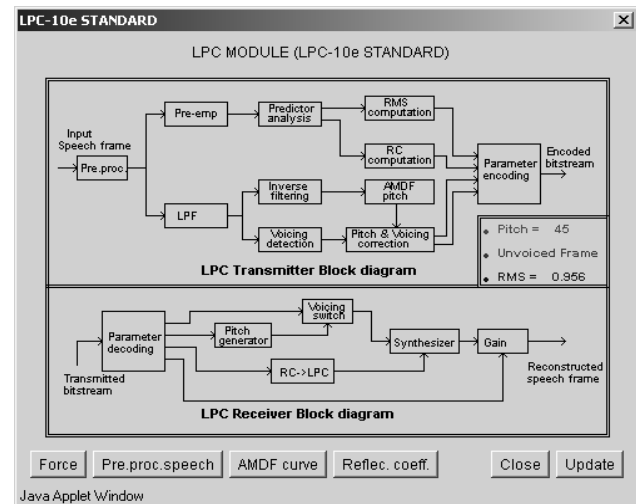 LPC-10e STANDARD
LPC MODULE (LPC-10e STANDARD)
Input
Speech frame
Pre.proc.
Pre-emp
Predictor
analysis
RMS
computation
RC
computation
LPF
Inverse
filtering
AMDF
pitch
Voicing
detection
Pitch & Voicing
correction
Parameter
encoding
Encoded
bitstream
LPC Transmitter Block diagram
Pitch = 45
Unvoiced Frame
RMS = 0.956
Transmitted
bitstream
Parameter
decoding
Pitch
generator
Voicing
switch
RC->LPC
Synthesizer
Gain
Reconstructed
speech frame
LPC Receiver Block diagram
Force
Pre.proc.speech
AMDF curve
Reflec. coeff.
Close
Update
Java Applet Window